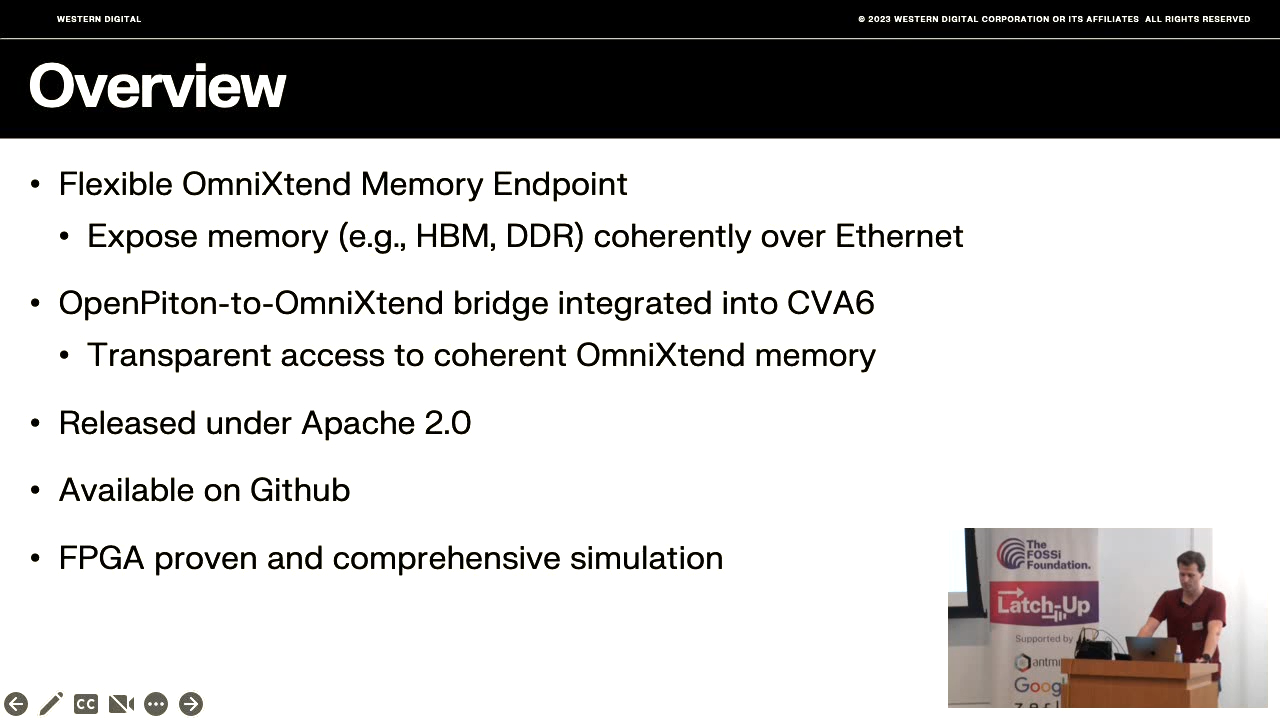 WESTERN DIGITAL
© 2023 WESTERN DIGITAL CORPORATION OR ITS AFFILIATES ALL RIGHTS RESERVED
Overview
• Flexible OmniXtend Memory Endpoint
• Expose memory (e.g., HBM, DDR) coherently over Ethernet
• OpenPiton-to-OmniXtend bridge integrated into CVA6
• Transparent access to coherent OmniXtend memory
• Released under Apache 2.0
• Available on Github
• FPGA proven and comprehensive simulation
The
FOSSi
Foundation.
Latch-Up
Supported by
antm
Goog
CC